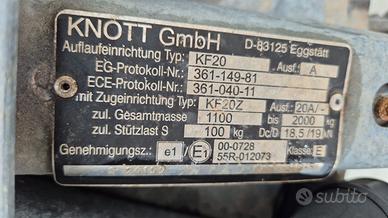 KNOTT GmbH D-83125 Eggstätt
Auflaufeinrichtung Typ: KF20 Ausf.: A
EG-Protokoll-Nr.: 361-149-81
ECE-Protokoll-Nr.: 361-040-11
mit Zugeinrichtung Typ: KF20Z Ausf.: 20A/-
zul. Gesamtmasse 1100 bis 2000 kg
zul. Stützlast S 100 kg Dc/D 18,5/19 kN
Genehmigungsz.: e1 / E1 00-0728 Klasse: E
55R-012073
subito